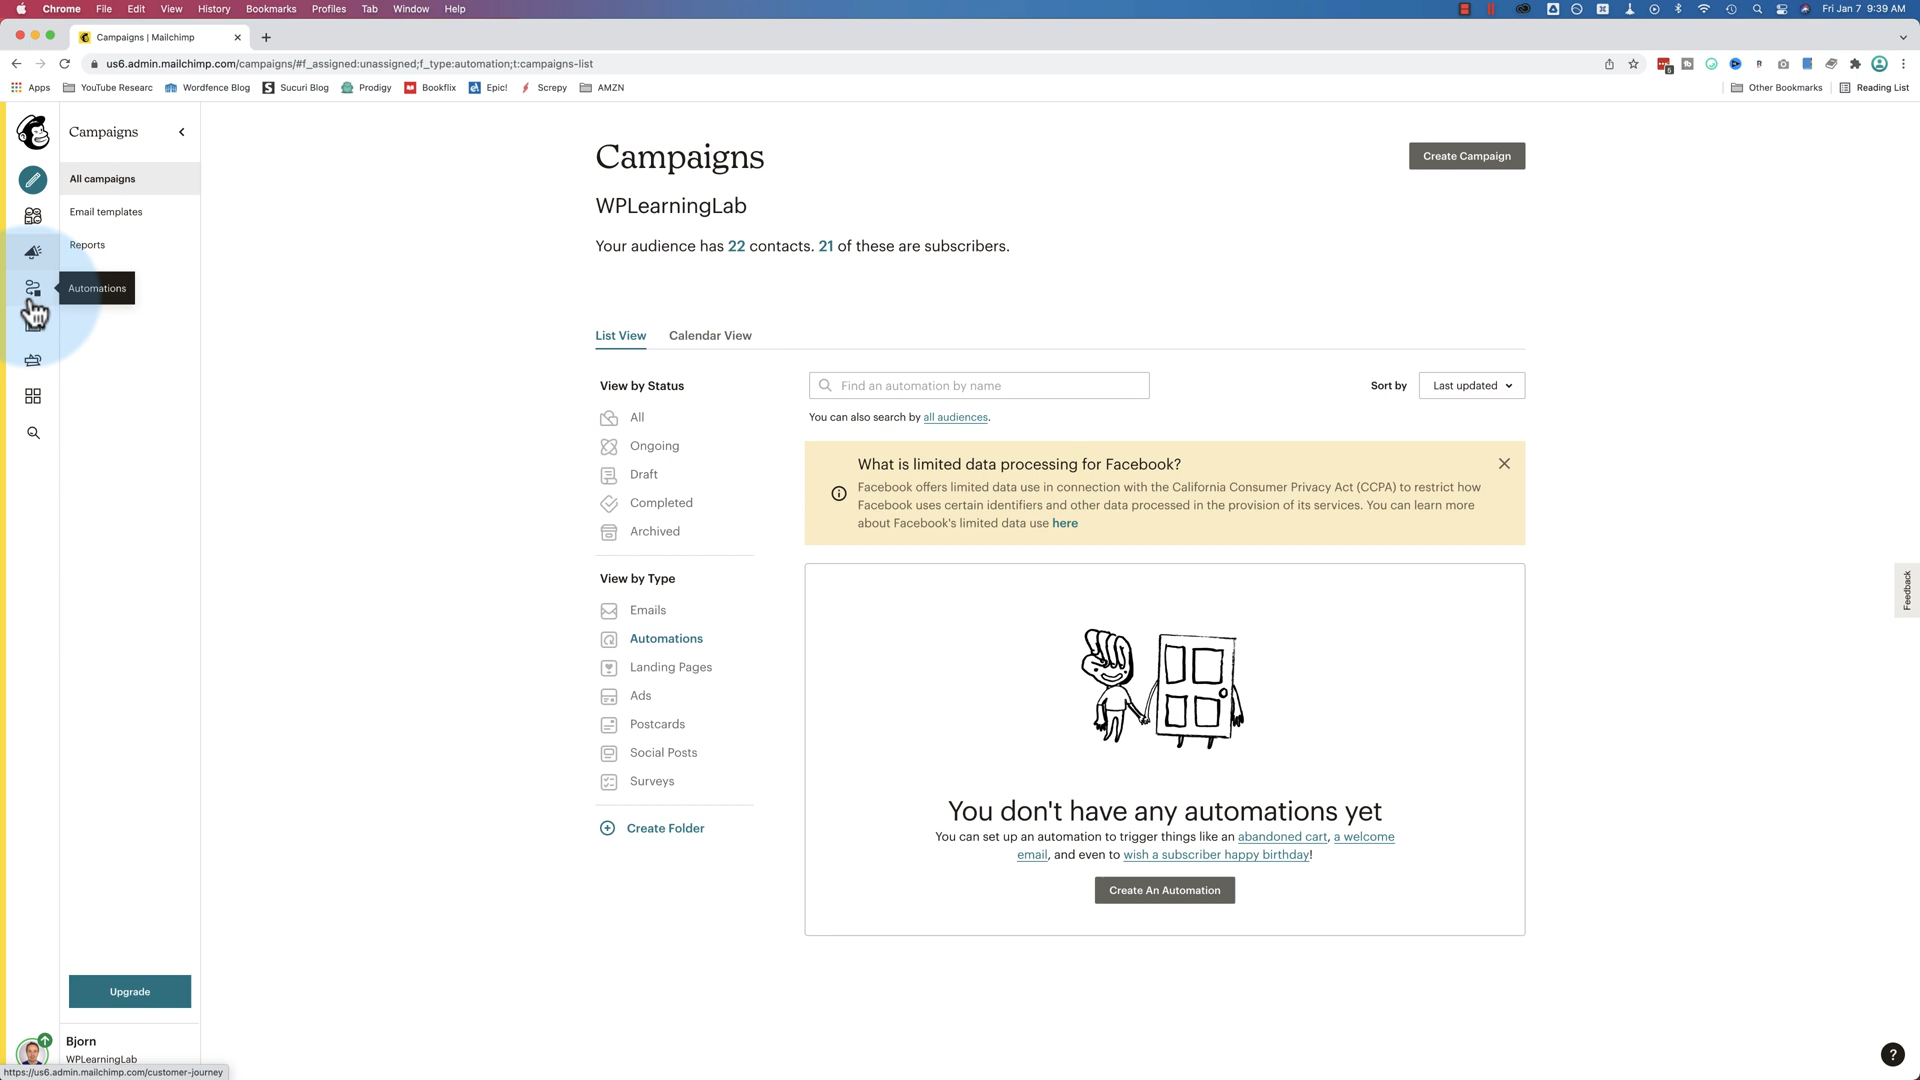 Chrome File Edit View History Bookmarks Profiles Tab Window Help Fri Jan 7 9:39 AM
Campaigns | Mailchimp
us6.admin.mailchimp.com/campaigns/#f_assigned:unassigned;f_type:automation;t:campaigns-list
5
Apps YouTube Researc Wordfence Blog Sucuri Blog Prodigy Bookflix Epic! Screpy AMZN Other Bookmarks Reading List
Campaigns
All campaigns
Email templates
Reports
Automations
Campaigns
Create Campaign
WPLearningLab
Your audience has 22 contacts. 21 of these are subscribers.
List View Calendar View
View by Status
All
Ongoing
Draft
Completed
Archived
View by Type
Emails
Automations
Landing Pages
Ads
Postcards
Social Posts
Surveys
Create Folder
Find an automation by name
Sort by Last updated
You can also search by all audiences.
What is limited data processing for Facebook?
Facebook offers limited data use in connection with the California Consumer Privacy Act (CCPA) to restrict how
Facebook uses certain identifiers and other data processed in the provision of its services. You can learn more
about Facebook's limited data use here
You don't have any automations yet
You can set up an automation to trigger things like an abandoned cart, a welcome
email, and even to wish a subscriber happy birthday!
Create An Automation
Feedback
Upgrade
Bjorn
WPLearningLab
https://us6.admin.mailchimp.com/customer-journey
?